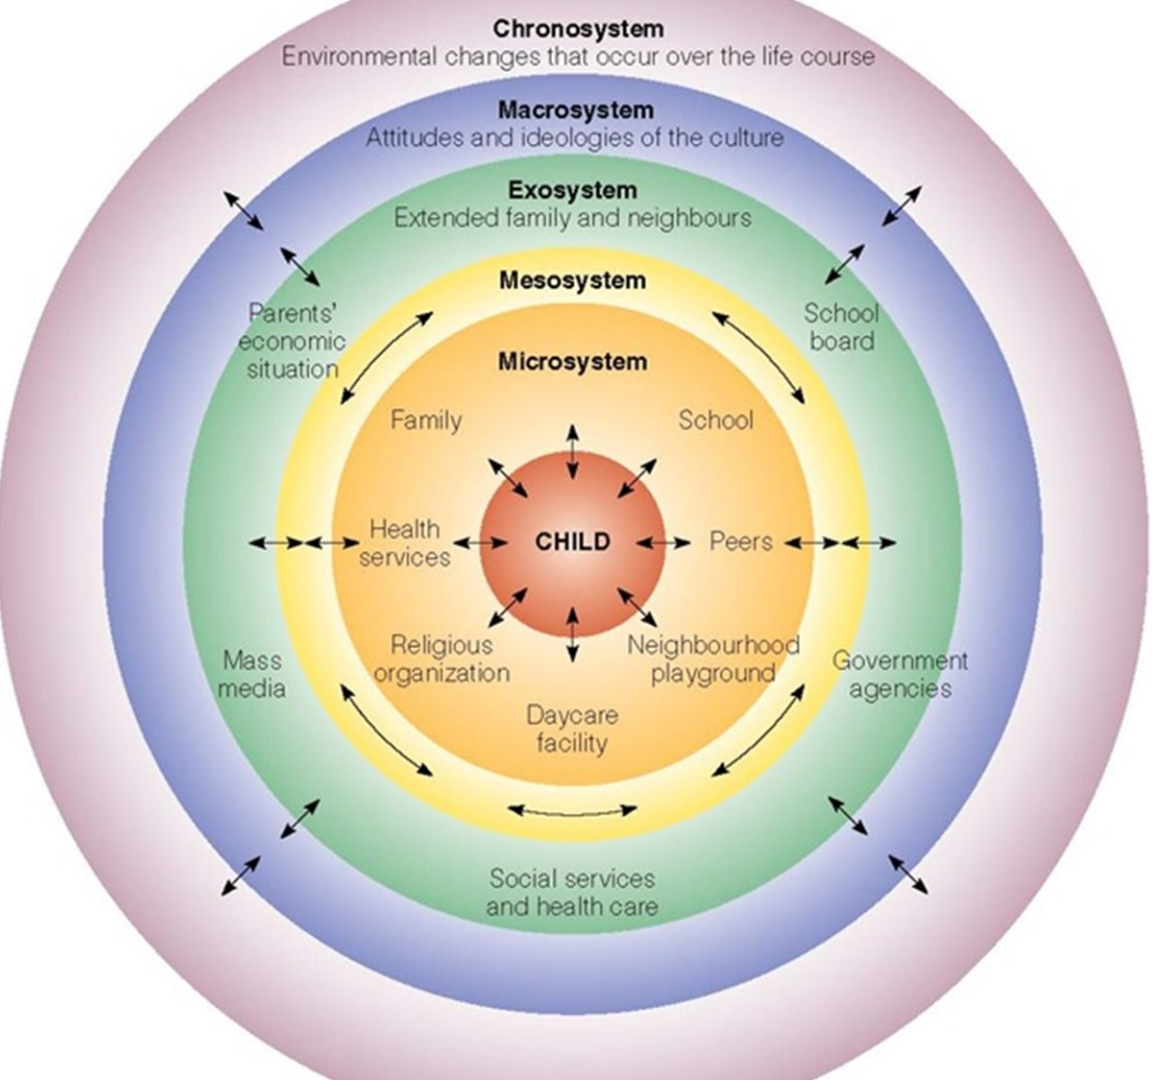 Chronosystem
Environmental changes that occur over the life course
Macrosystem
Attitudes and ideologies of the culture
Exosystem
Extended family and neighbours
Mesosystem
Parents’
economic
situation
School
board
Microsystem
Family
School
Health
services
CHILD
Peers
Religious
organization
Neighbourhood
playground
Mass
media
Government
agencies
Daycare
facility
Social services
and health care